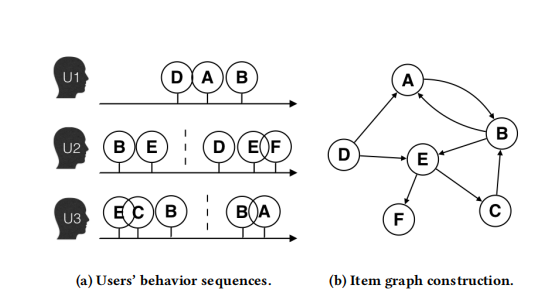 U1 D A B
U2 B E D E F
U3 E C B B A
A
B
D
E
C
F
(a) Users' behavior sequences.
(b) Item graph construction.